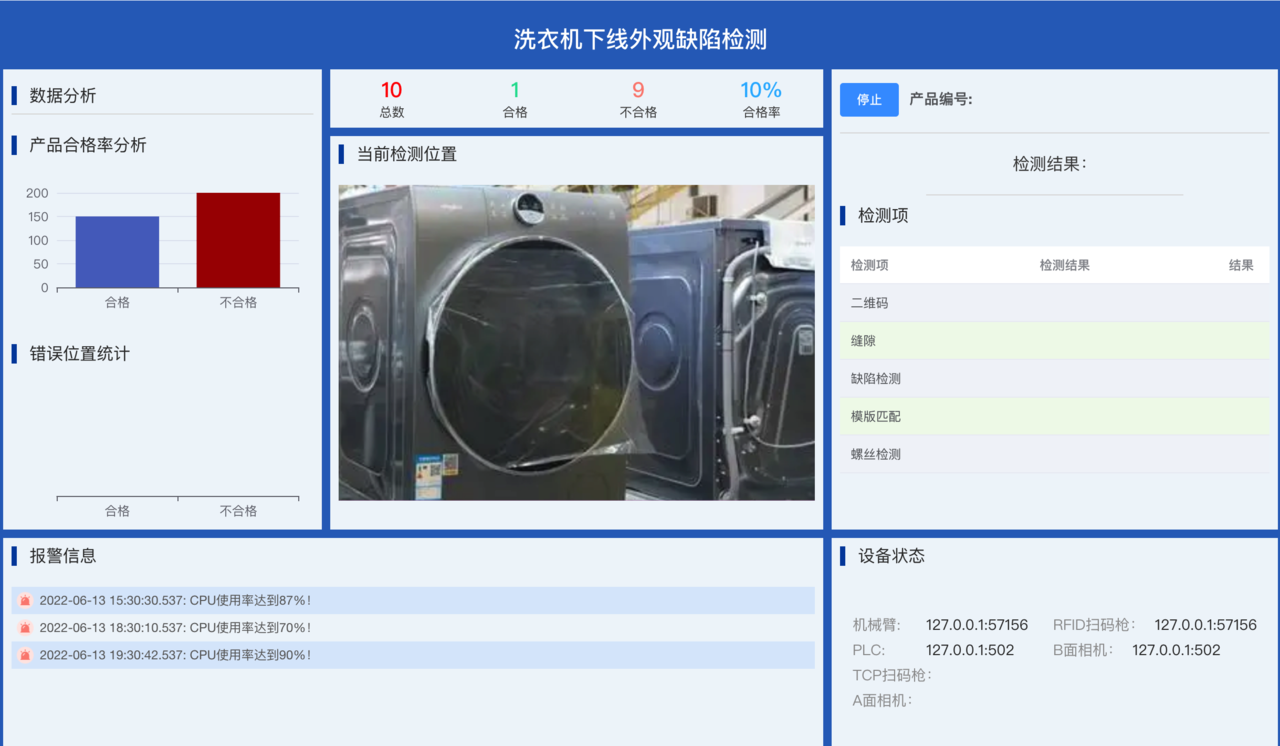 洗衣机下线外观缺陷检测
数据分析
产品合格率分析
200
150
100
50
0
合格 不合格
错误位置统计
合格 不合格
10 1 9 10%
总数 合格 不合格 合格率
当前检测位置
停止 产品编号:
检测结果:
检测项
检测项 检测结果 结果
二维码
缝隙
缺陷检测
模版匹配
螺丝检测
报警信息
2022-06-13 15:30:30.537: CPU使用率达到87%!
2022-06-13 18:30:10.537: CPU使用率达到70%!
2022-06-13 19:30:42.537: CPU使用率达到90%!
设备状态
机械臂: 127.0.0.1:57156 RFID扫码枪: 127.0.0.1:57156
PLC: 127.0.0.1:502 B面相机: 127.0.0.1:502
TCP扫码枪:
A面相机: